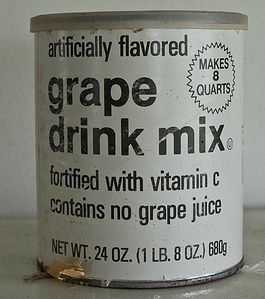 artificially flavored
MAKES
8
QUARTS
grape
drink mix
fortified with vitamin c
contains no grape juice
NET WT. 24 OZ. (1 LB. 8 OZ.) 680g